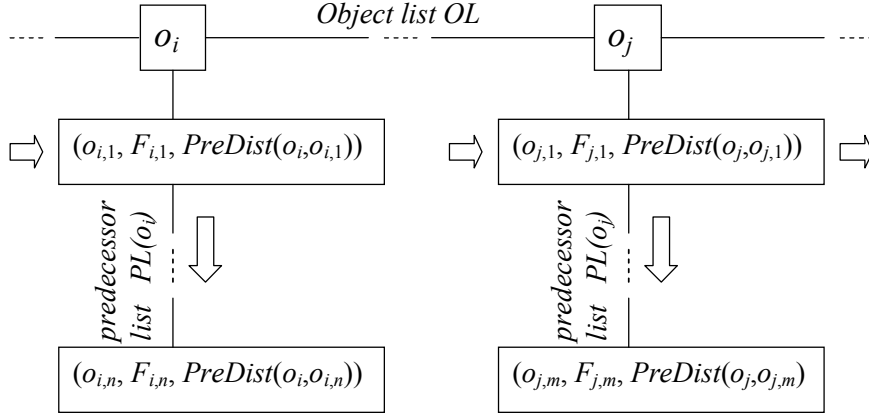 Object list OL
o_i o_j
(o_{i,1}, F_{i,1}, PreDist(o_i,o_{i,1})) (o_{j,1}, F_{j,1}, PreDist(o_j,o_{j,1}))
predecessor
list PL(o_i)
predecessor
list PL(o_j)
(o_{i,n}, F_{i,n}, PreDist(o_i,o_{i,n})) (o_{j,m}, F_{j,m}, PreDist(o_j,o_{j,m})